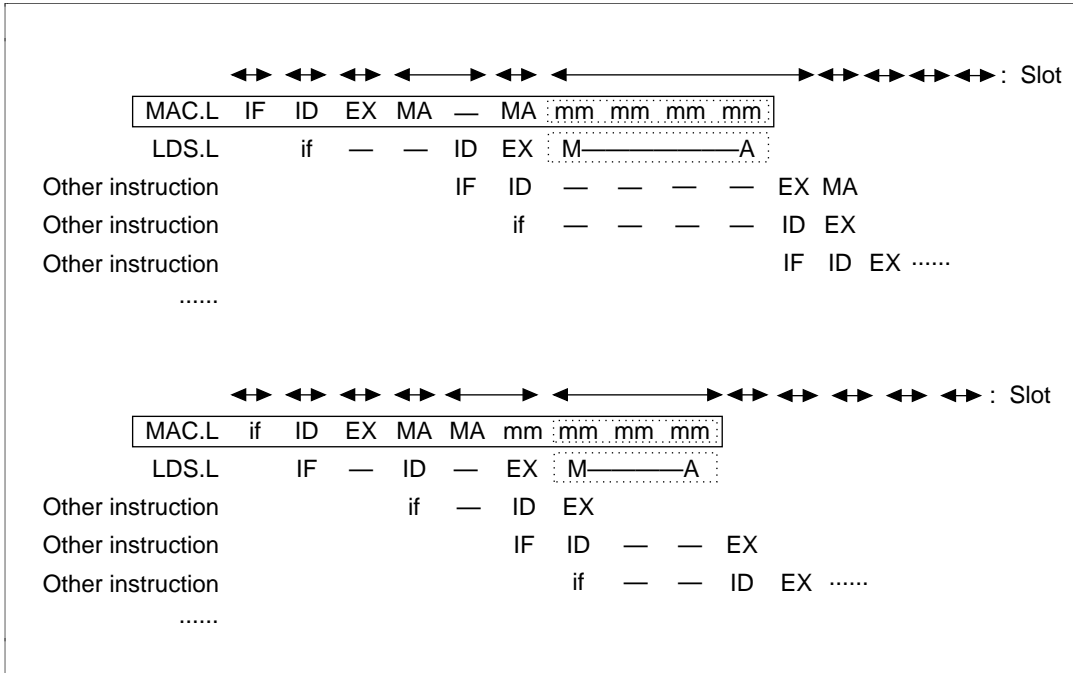 : Slot
MAC.L IF ID EX MA — MA mm mm mm mm
LDS.L if — — ID EX M———————A
Other instruction IF ID — — — — EX MA
Other instruction if — — — — ID EX
Other instruction IF ID EX ······
······
: Slot
MAC.L if ID EX MA MA mm mm mm mm
LDS.L IF — ID — EX M—————A
Other instruction if — ID EX
Other instruction IF ID — — EX
Other instruction if — — ID EX ······
······